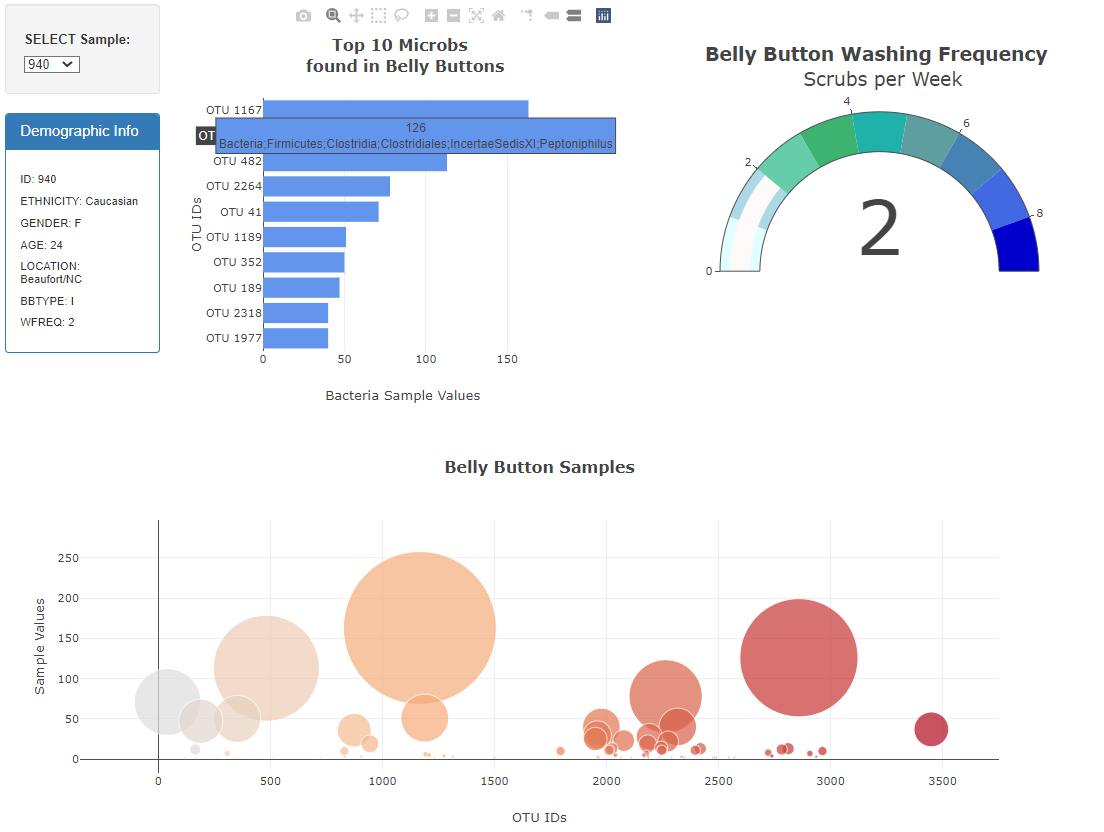 SELECT Sample:
940
Demographic Info
ID: 940
ETHNICITY: Caucasian
GENDER: F
AGE: 24
LOCATION:
Beaufort/NC
BBTYPE: I
WFREQ: 2
Top 10 Microbs
found in Belly Buttons
OTU IDs
OTU 1167
OT
126
Bacteria;Firmicutes;Clostridia;Clostridiales;IncertaeSedisXI;Peptoniphilus
OTU 482
OTU 2264
OTU 41
OTU 1189
OTU 352
OTU 189
OTU 2318
OTU 1977
0 50 100 150
Bacteria Sample Values
Belly Button Washing Frequency
Scrubs per Week
0 2 4 6 8
2
Belly Button Samples
Sample Values
250
200
150
100
50
0
0 500 1000 1500 2000 2500 3000 3500
OTU IDs